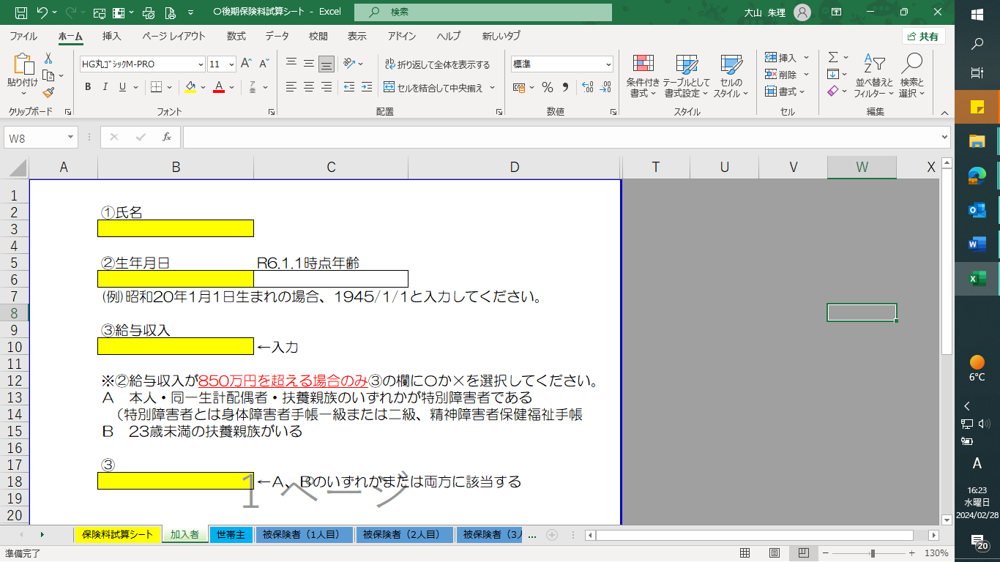 〇後期保険料試算シート - Excel
検索
大山 朱理
ファイル ホーム 挿入 ページ レイアウト 数式 データ 校閲 表示 アドイン ヘルプ 新しいタブ
共有
貼り付け
クリップボード
HG丸ｺﾞｼｯｸM-PRO 11
B I U
フォント
折り返して全体を表示する
セルを結合して中央揃え
配置
標準
数値
条件付き書式
テーブルとして書式設定
セルのスタイル
スタイル
挿入
削除
書式
セル
並べ替えとフィルター
検索と選択
編集
W8
fx
A B C D T U V W X
1
2 ①氏名
3
4
5 ②生年月日 R6.1.1時点年齢
6
7 (例)昭和20年1月1日生まれの場合、1945/1/1と入力してください。
8
9 ③給与収入
10 ←入力
11
12 ※②給与収入が850万円を超える場合のみ③の欄に〇か×を選択してください。
13 A 本人・同一生計配偶者・扶養親族のいずれかが特別障害者である
14 （特別障害者とは身体障害者手帳一級または二級、精神障害者保健福祉手帳
15 B 23歳未満の扶養親族がいる
16
17 ③
18 ←A、Bのいずれかまたは両方に該当する
19
20
1 ページ
保険料試算シート 加入者 世帯主 被保険者（1人目） 被保険者（2人目） 被保険者（3人 ...
準備完了
130%
6°C
A
16:23
水曜日
2024/02/28
20